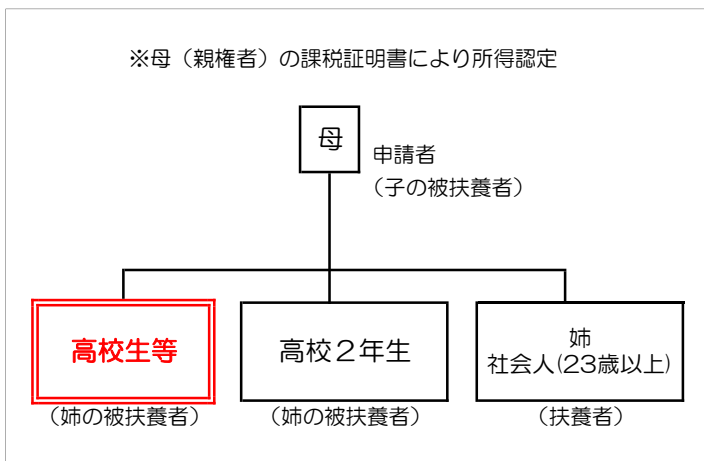 ※母（親権者）の課税証明書により所得認定
母
申請者
（子の被扶養者）
高校生等
高校２年生
姉
社会人(23歳以上)
（姉の被扶養者）
（姉の被扶養者）
（扶養者）